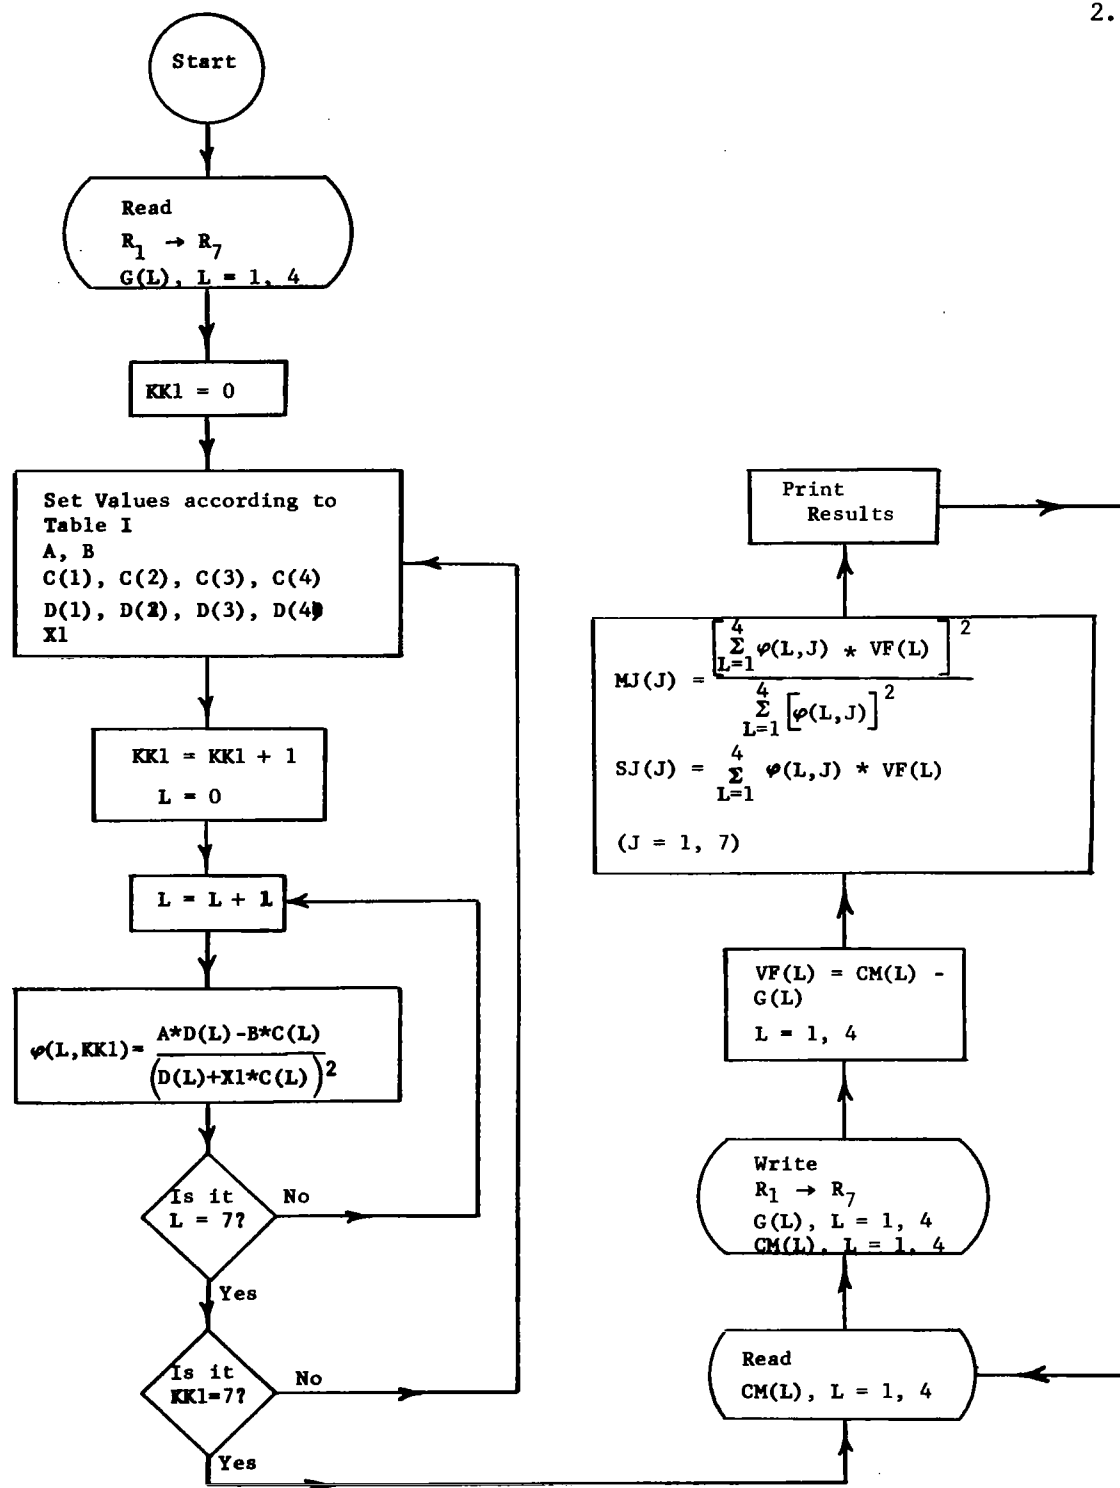 2.
Start
Read
R₁ → R₇
G(L), L = 1, 4
KK1 = 0
Set Values according to
Table I
A, B
C(1), C(2), C(3), C(4)
D(1), D(2), D(3), D(4)
X1
KK1 = KK1 + 1
L = 0
L = L + 1
φ(L,KK1)= A*D(L)-B*C(L)
(D(L)+X1*C(L))²
Is it
L = 7?
No
Yes
Is it
KK1=7?
No
Yes
Read
CM(L), L = 1, 4
Write
R₁ → R₇
G(L), L = 1, 4
CM(L), L = 1, 4
VF(L) = CM(L) -
G(L)
L = 1, 4
MJ(J) = [4 Σ L=1 φ(L,J) * VF(L)]²
4 Σ L=1 [φ(L,J)]²
SJ(J) = 4 Σ L=1 φ(L,J) * VF(L)
(J = 1, 7)
Print
Results